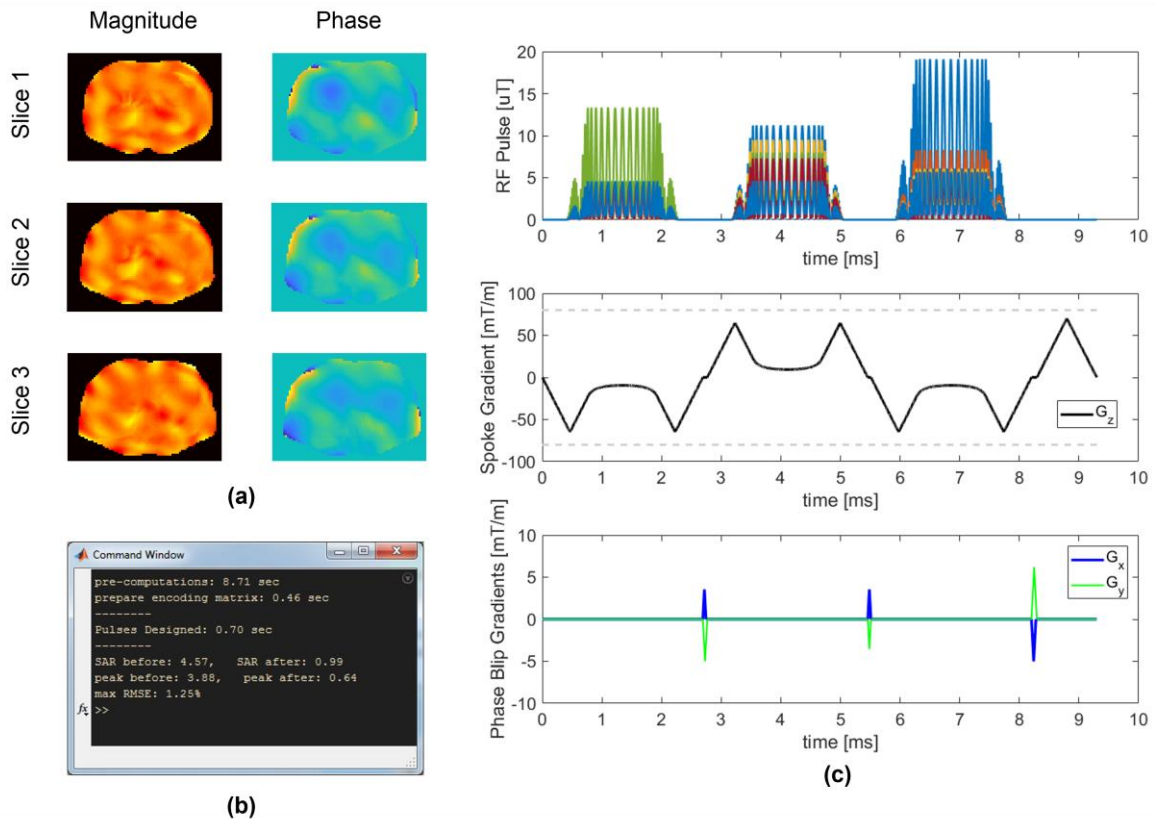 Magnitude Phase
Slice 1
Slice 2
Slice 3
(a)
Command Window
pre-computations: 8.71 sec
prepare encoding matrix: 0.46 sec
--------
Pulses Designed: 0.70 sec
--------
SAR before: 4.57, SAR after: 0.99
peak before: 3.88, peak after: 0.64
max RMSE: 1.25%
fx >>
(b)
RF Pulse [uT]
20
15
10
5
0
0 1 2 3 4 5 6 7 8 9 10
time [ms]
Spoke Gradient [mT/m]
100
50
0
-50
-100
G_z
0 1 2 3 4 5 6 7 8 9 10
time [ms]
Phase Blip Gradients [mT/m]
10
5
0
-5
-10
G_x
G_y
0 1 2 3 4 5 6 7 8 9 10
time [ms]
(c)